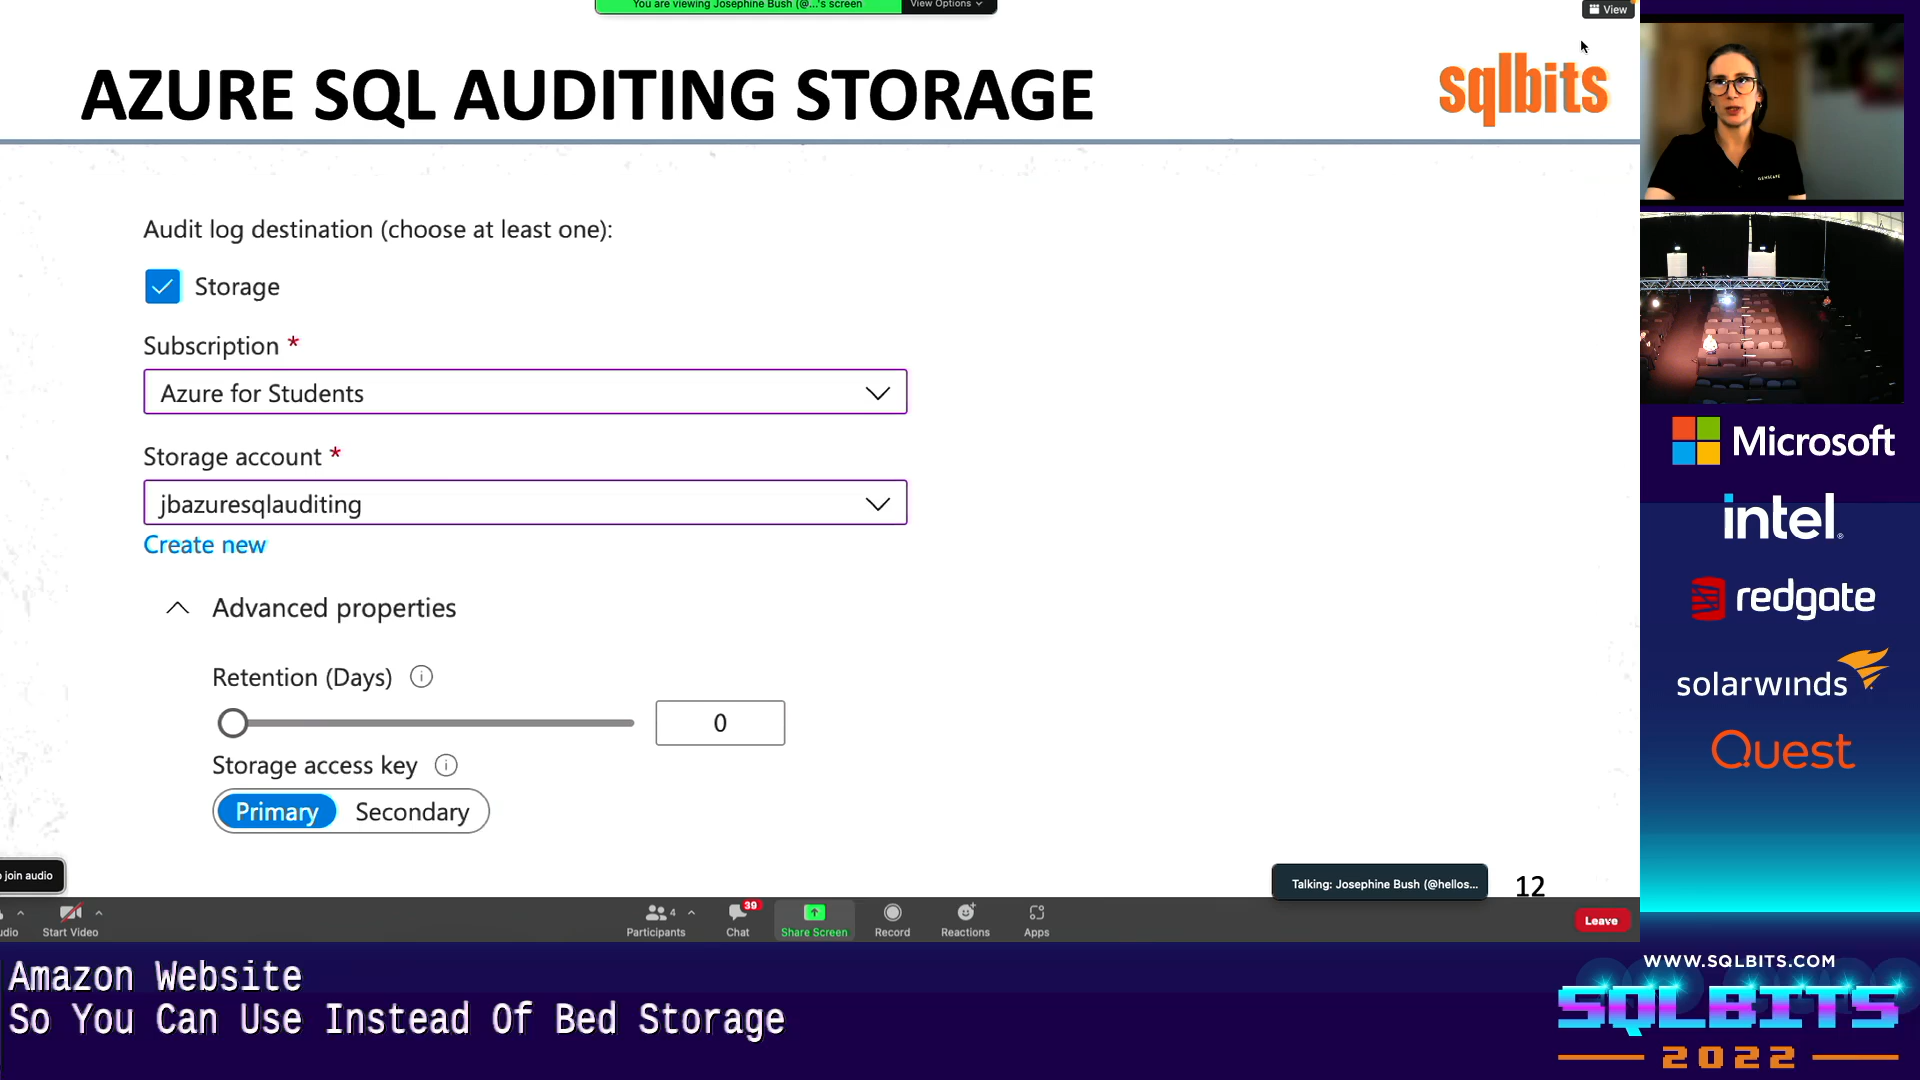 You are viewing Josephine Bush (@...'s screen
View Options
View
AZURE SQL AUDITING STORAGE
sqlbits
Audit log destination (choose at least one):
Storage
Subscription *
Azure for Students
Storage account *
jbazuresqlauditing
Create new
Advanced properties
Retention (Days)
0
Storage access key
Primary
Secondary
Microsoft
intel
redgate
solarwinds
Quest
join audio
Talking: Josephine Bush (@hellos...
12
udio
Start Video
4
Participants
39
Chat
Share Screen
Record
Reactions
Apps
Leave
Amazon Website
So You Can Use Instead Of Bed Storage
WWW.SQLBITS.COM
SQLBITS
2022